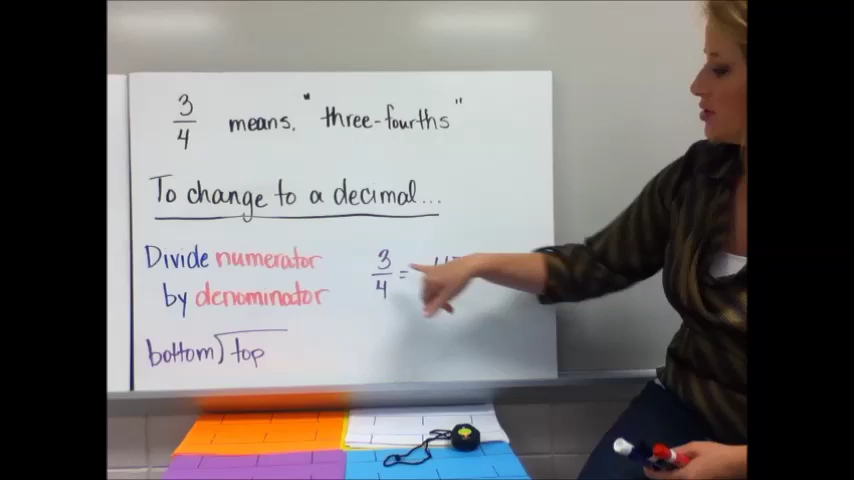 3/4 means, "three-fourths"
To change to a decimal...
Divide numerator
by denominator
3/4 =
bottom)top